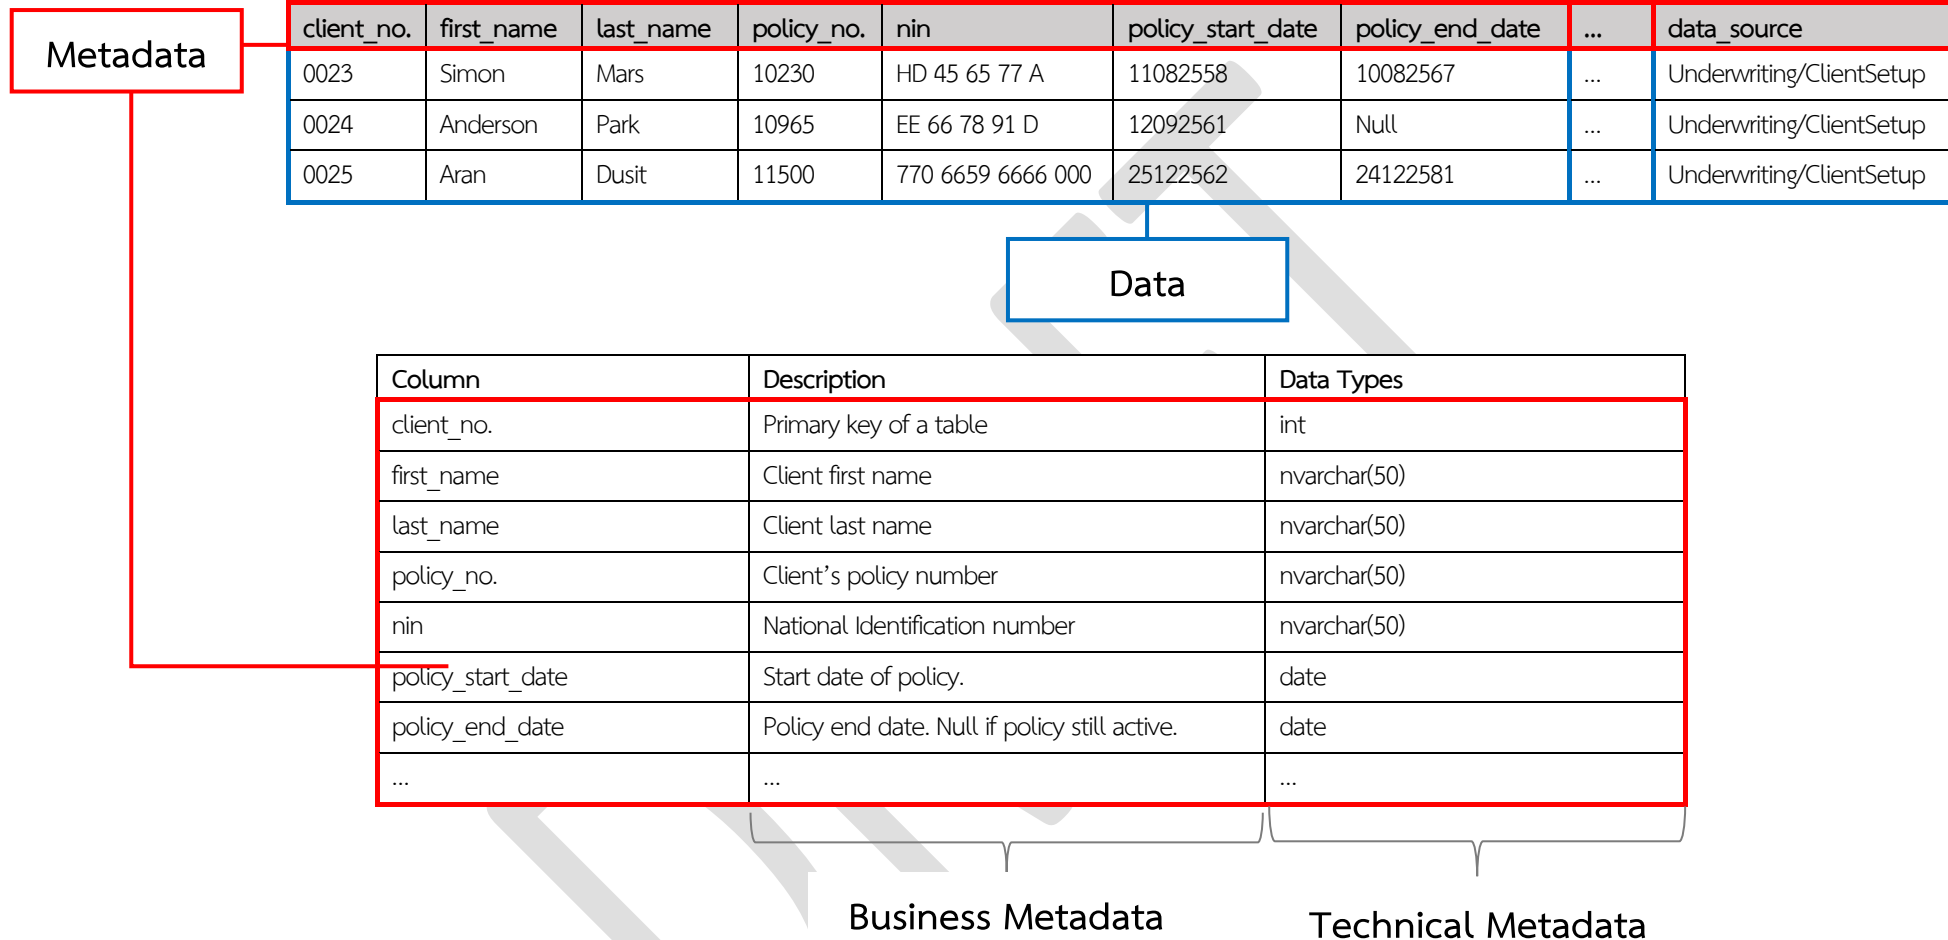 Metadata
client_no. first_name last_name policy_no. nin policy_start_date policy_end_date ... data_source
0023 Simon Mars 10230 HD 45 65 77 A 11082558 10082567 ... Underwriting/ClientSetup
0024 Anderson Park 10965 EE 66 78 91 D 12092561 Null ... Underwriting/ClientSetup
0025 Aran Dusit 11500 770 6659 6666 000 25122562 24122581 ... Underwriting/ClientSetup
Data
Column Description Data Types
client_no. Primary key of a table int
first_name Client first name nvarchar(50)
last_name Client last name nvarchar(50)
policy_no. Client’s policy number nvarchar(50)
nin National Identification number nvarchar(50)
policy_start_date Start date of policy. date
policy_end_date Policy end date. Null if policy still active. date
... ... ...
Business Metadata Technical Metadata